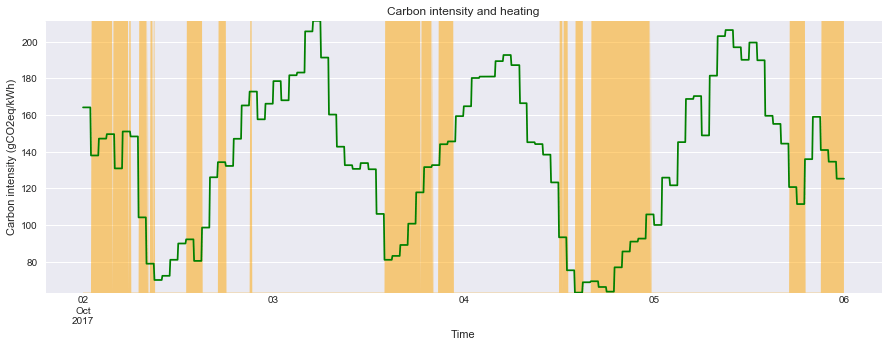 Carbon intensity and heating
Carbon intensity (gCO2eq/kWh)
200
180
160
140
120
100
80
02 03 04 05 06
Oct
2017
Time